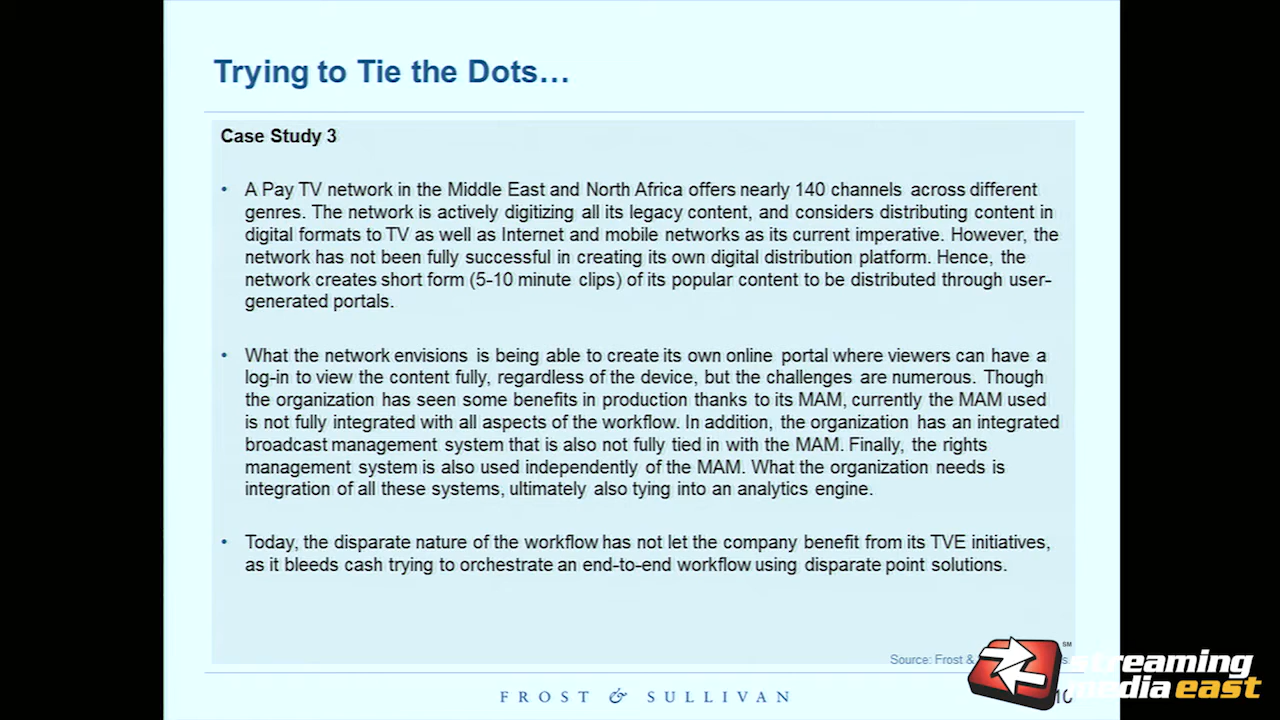 Trying to Tie the Dots…
Case Study 3
• A Pay TV network in the Middle East and North Africa offers nearly 140 channels across different
genres. The network is actively digitizing all its legacy content, and considers distributing content in
digital formats to TV as well as Internet and mobile networks as its current imperative. However, the
network has not been fully successful in creating its own digital distribution platform. Hence, the
network creates short form (5-10 minute clips) of its popular content to be distributed through user-
generated portals.
• What the network envisions is being able to create its own online portal where viewers can have a
log-in to view the content fully, regardless of the device, but the challenges are numerous. Though
the organization has seen some benefits in production thanks to its MAM, currently the MAM used
is not fully integrated with all aspects of the workflow. In addition, the organization has an integrated
broadcast management system that is also not fully tied in with the MAM. Finally, the rights
management system is also used independently of the MAM. What the organization needs is
integration of all these systems, ultimately also tying into an analytics engine.
• Today, the disparate nature of the workflow has not let the company benefit from its TVE initiatives,
as it bleeds cash trying to orchestrate an end-to-end workflow using disparate point solutions.
Source: Frost &
FROST & SULLIVAN
SM
streaming
media east